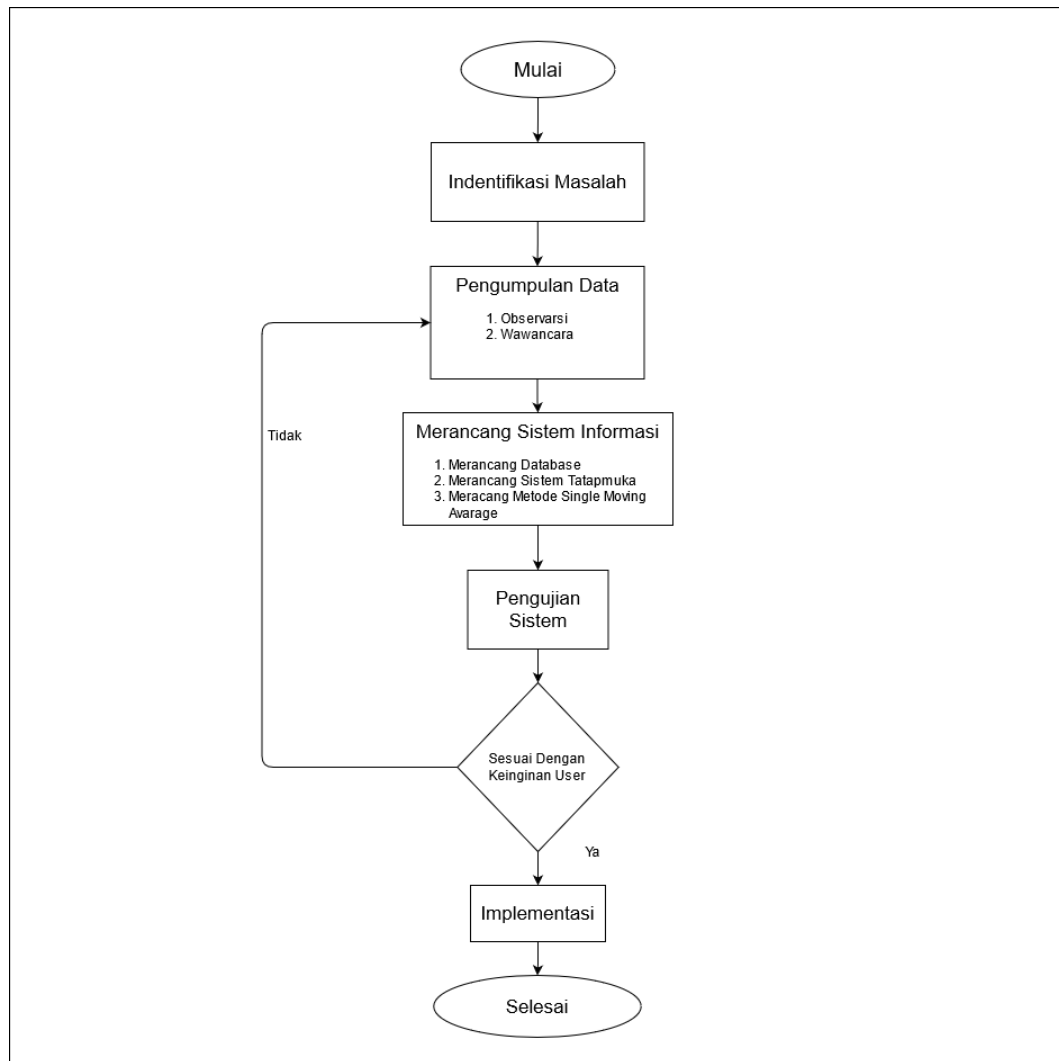 Mulai
Indentifikasi Masalah
Pengumpulan Data
1. Observarsi
2. Wawancara
Tidak
Merancang Sistem Informasi
1. Merancang Database
2. Merancang Sistem Tatapmuka
3. Meracang Metode Single Moving
Avarage
Pengujian
Sistem
Sesuai Dengan
Keinginan User
Ya
Implementasi
Selesai